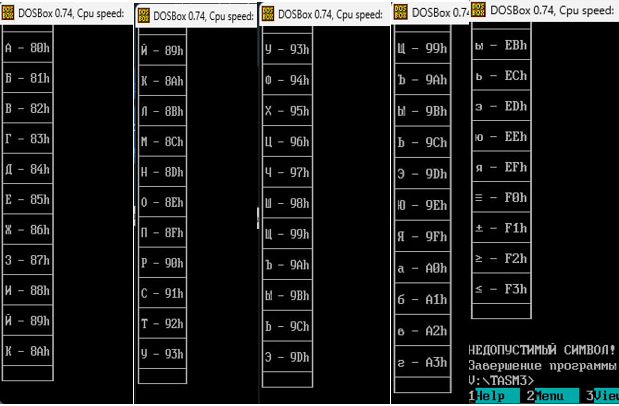 DOSBox 0.74, Cpu speed:
А - 80h
Б - 81h
В - 82h
Г - 83h
Д - 84h
Е - 85h
Ж - 86h
З - 87h
И - 88h
Й - 89h
К - 8Ah
DOSBox 0.74, Cpu speed:
Й - 89h
К - 8Ah
Л - 8Bh
М - 8Ch
Н - 8Dh
О - 8Eh
П - 8Fh
Р - 90h
С - 91h
Т - 92h
У - 93h
DOSBox 0.74, Cpu speed:
У - 93h
Ф - 94h
Х - 95h
Ц - 96h
Ч - 97h
Ш - 98h
Щ - 99h
Ъ - 9Ah
Ы - 9Bh
Ь - 9Ch
Э - 9Dh
DOSBox 0.74,
Щ - 99h
Ъ - 9Ah
Ы - 9Bh
Ь - 9Ch
Э - 9Dh
Ю - 9Eh
Я - 9Fh
а - A0h
б - A1h
в - A2h
г - A3h
DOSBox 0.74, Cpu speed:
ы - EBh
ь - ECh
э - EDh
ю - EEh
я - EFh
≡ - F0h
± - F1h
≥ - F2h
≤ - F3h
НЕДОПУСТИМЫЙ СИМВОЛ!
Завершение программы
V:\TASM3>
1Help 2Menu 3View